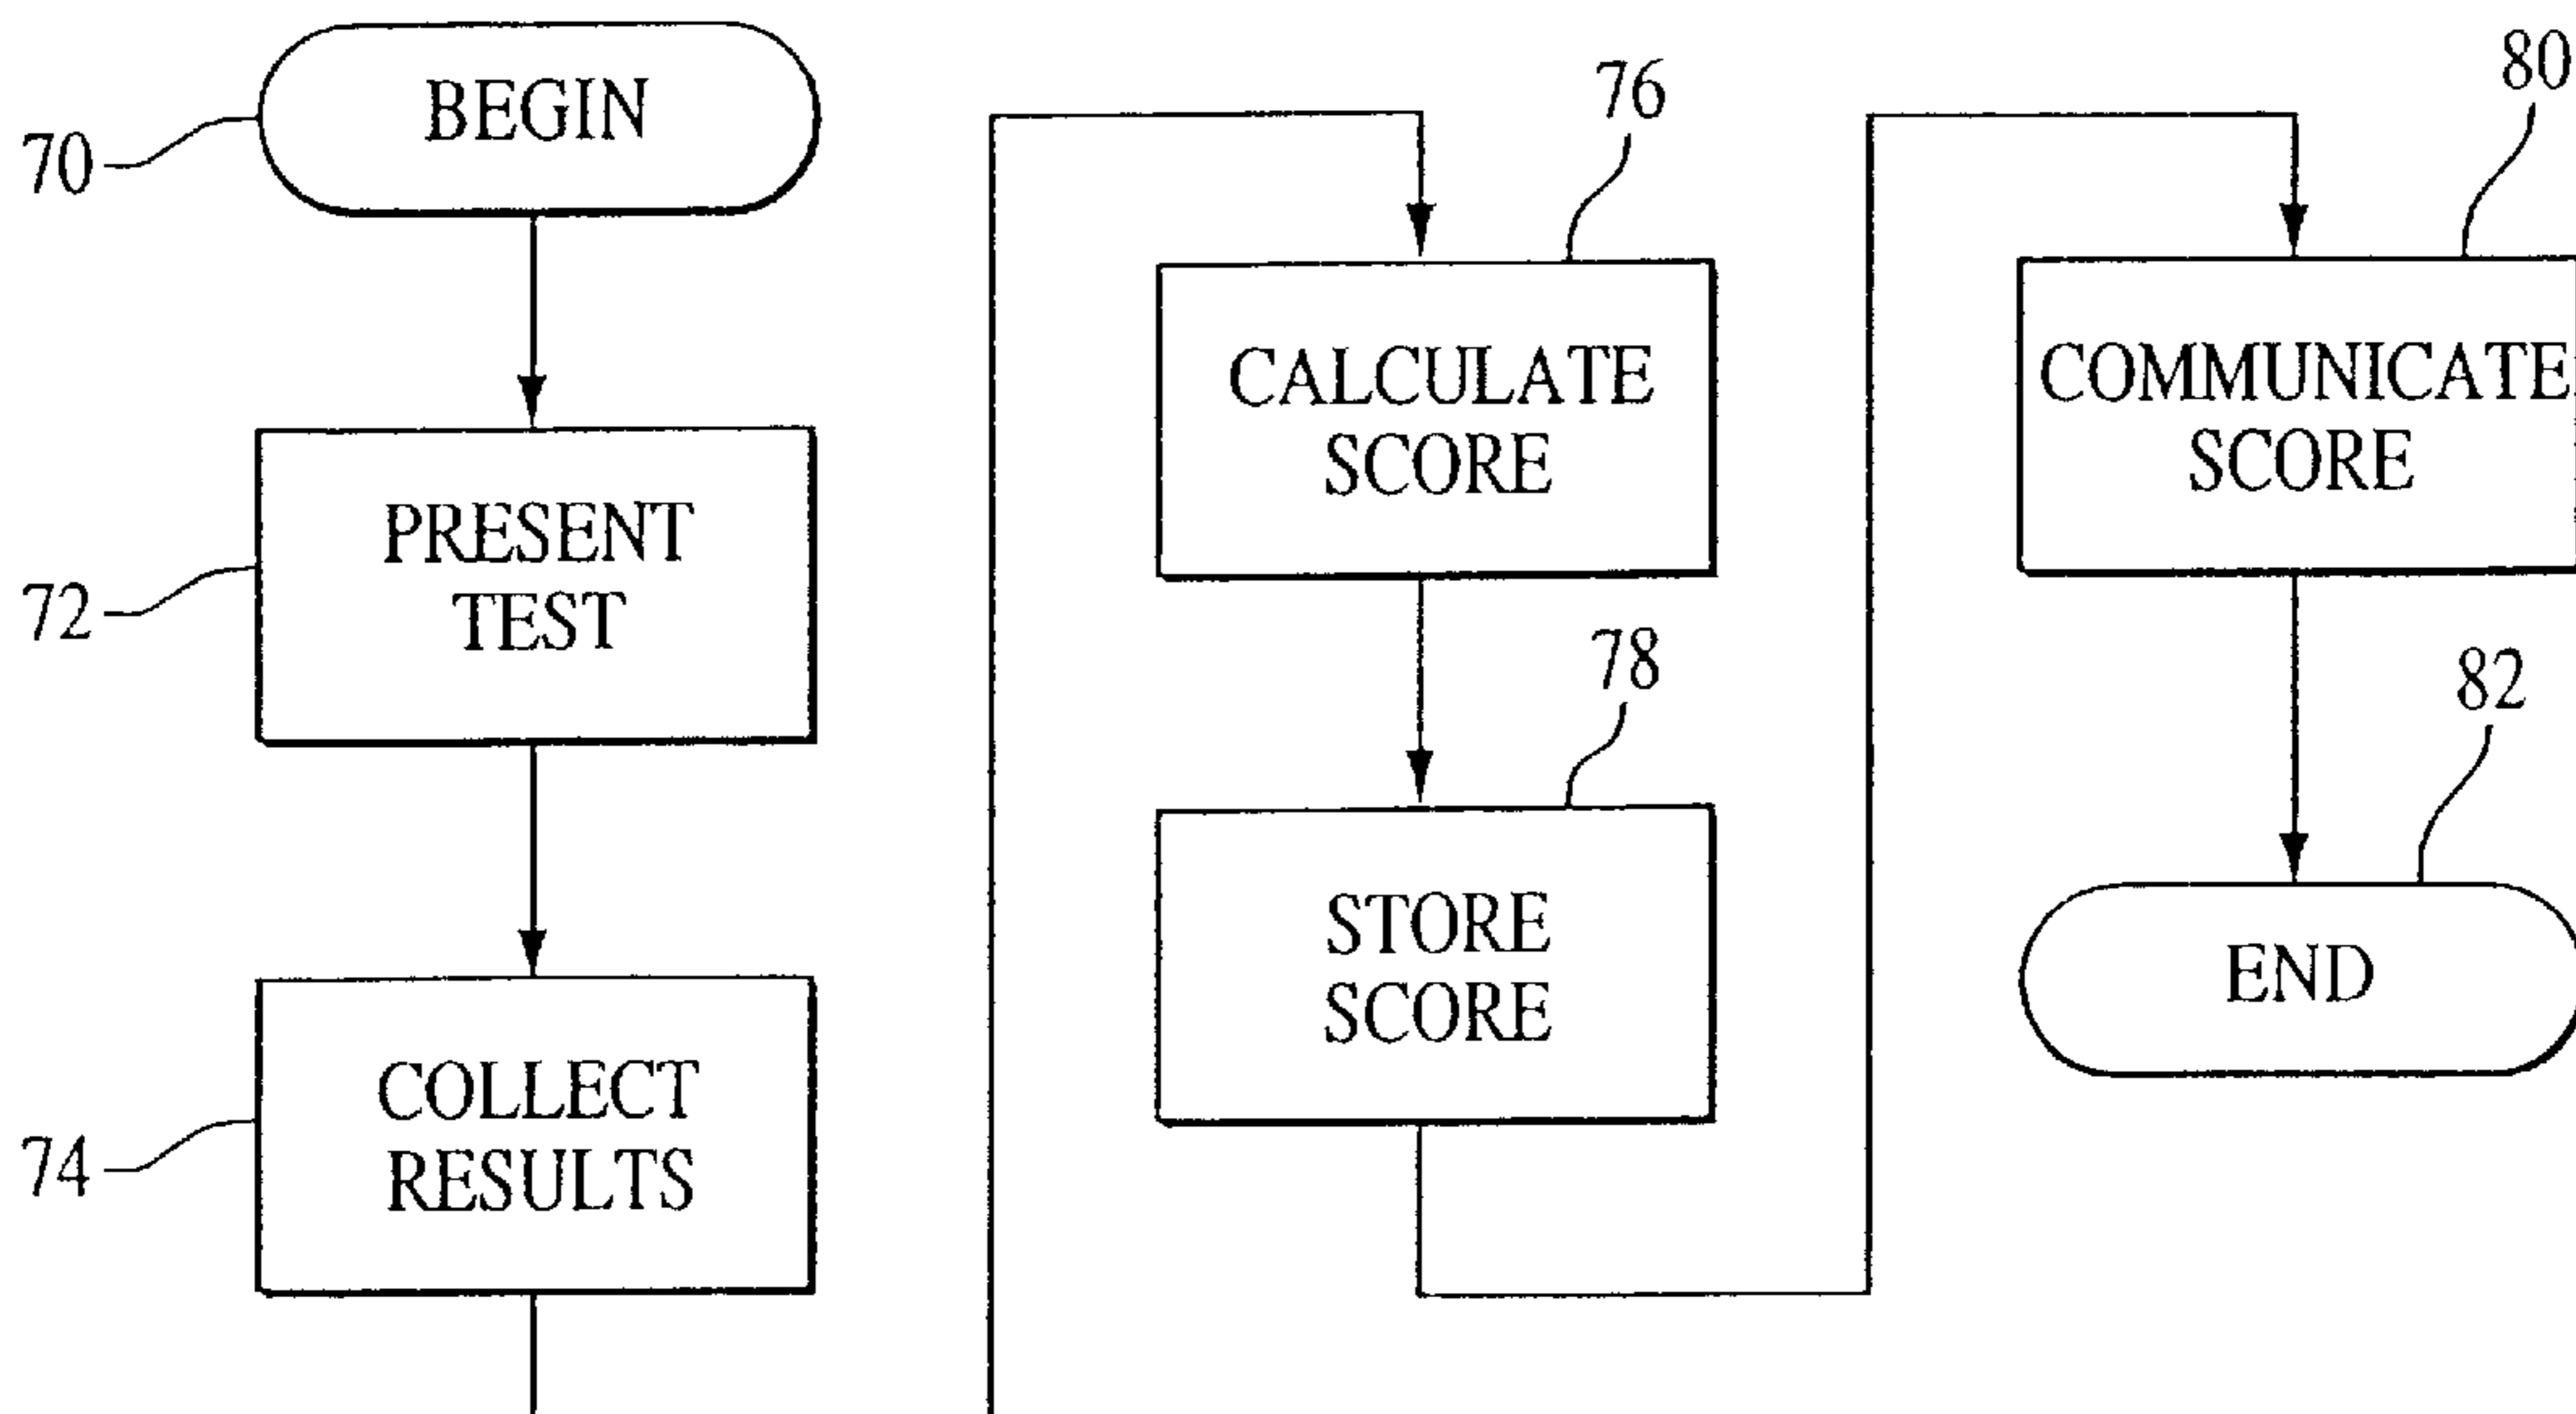 70
BEGIN
72
PRESENT
TEST
74
COLLECT
RESULTS
76
CALCULATE
SCORE
78
STORE
SCORE
80
COMMUNICATE
SCORE
82
END